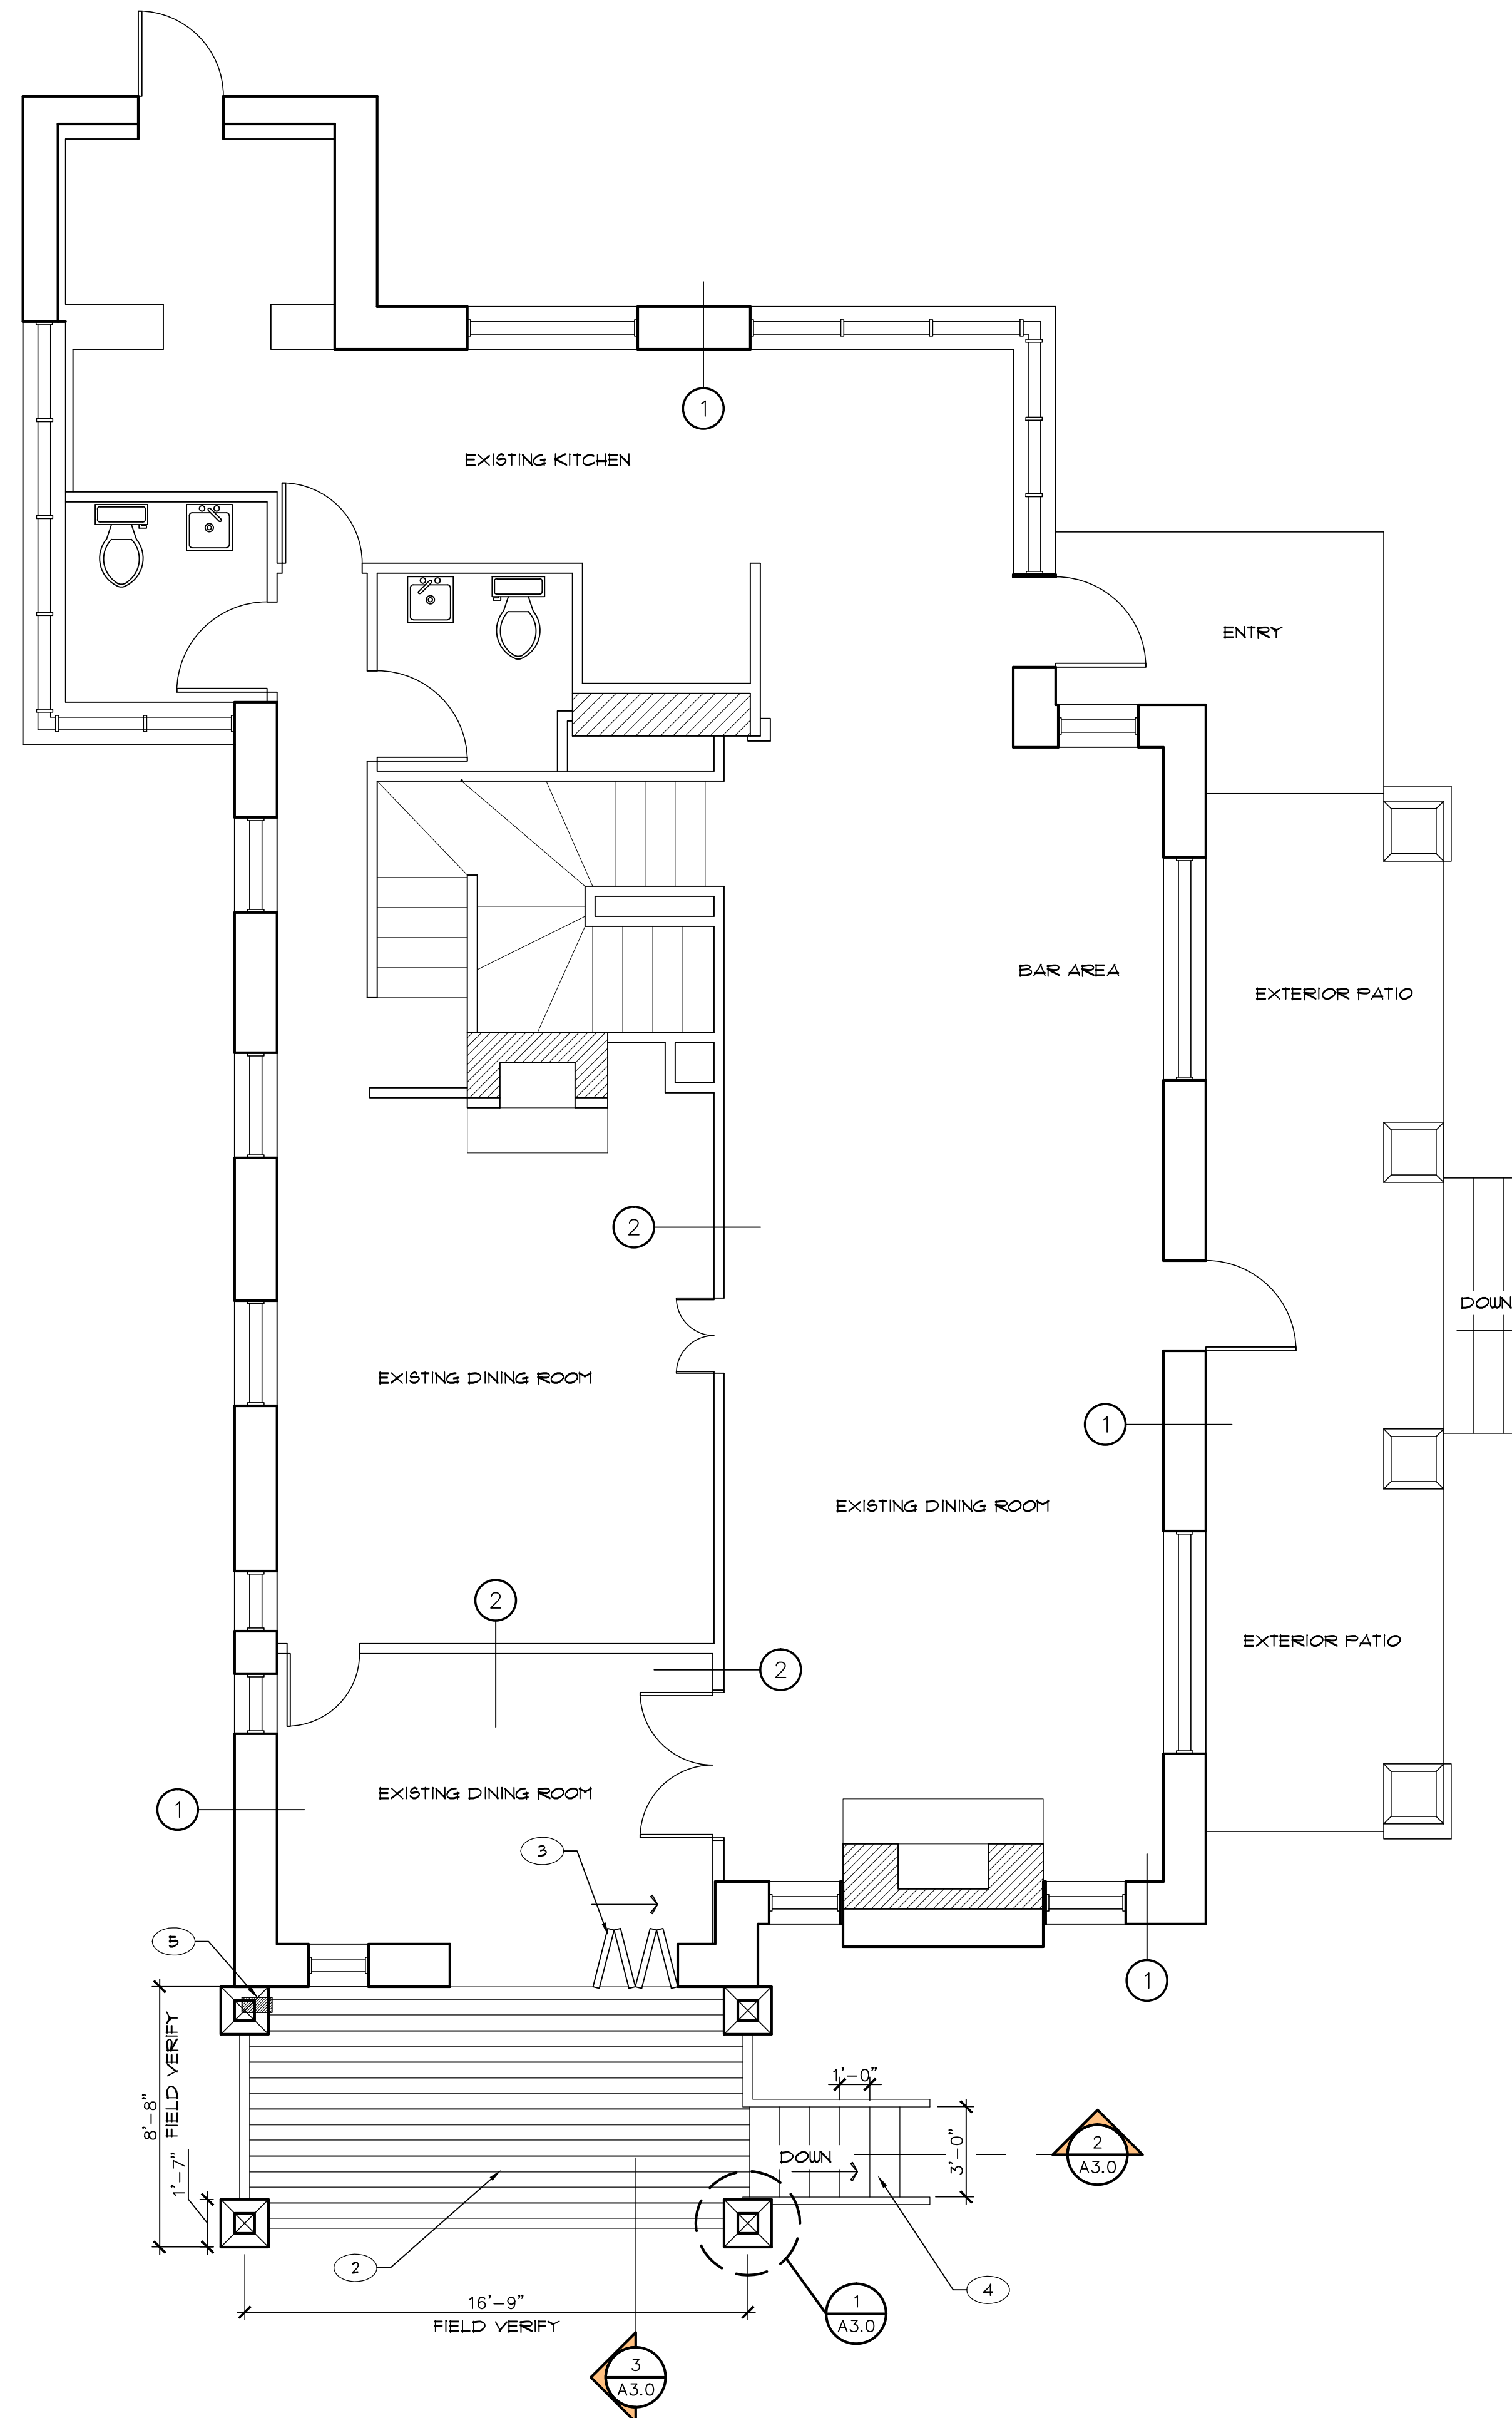 1
EXISTING KITCHEN
ENTRY
BAR AREA
EXTERIOR PATIO
2
DOWN
EXISTING DINING ROOM
1
EXISTING DINING ROOM
2
EXTERIOR PATIO
2
EXISTING DINING ROOM
1
3
5
1
8'-8"
FIELD VERIFY
1'-7"
1'-0"
DOWN
3'-0"
2
A3.0
2
4
16'-9"
FIELD VERIFY
1
A3.0
3
A3.0